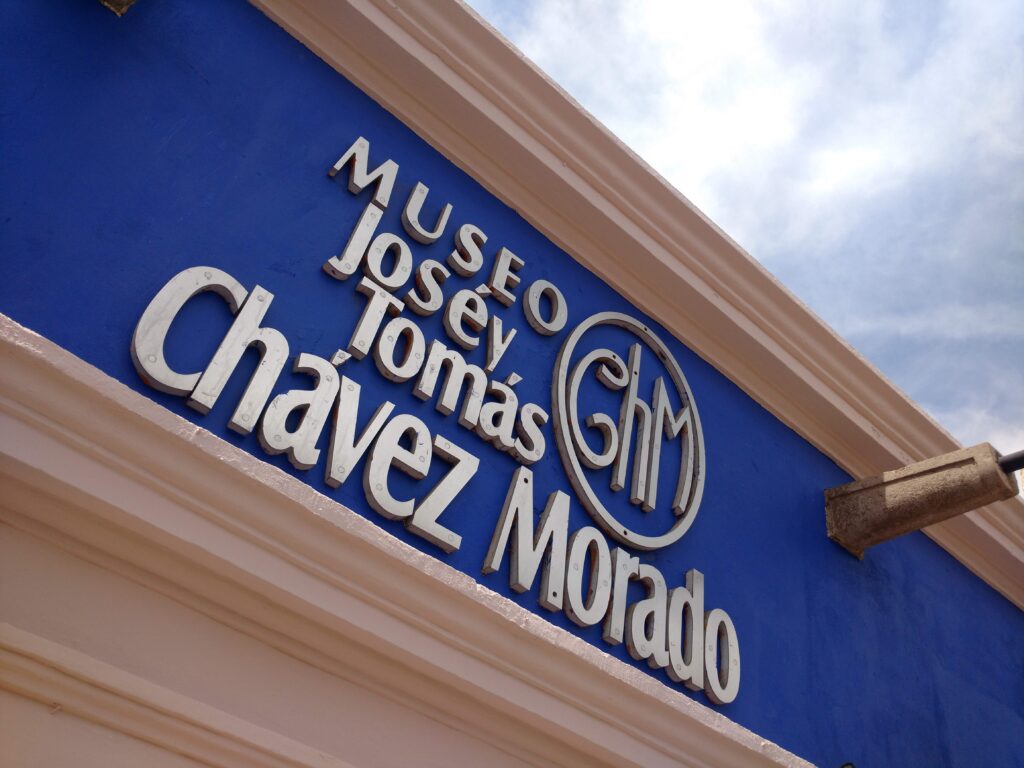 MUSEO
José y
Tomás
Chávez Morado
ChM